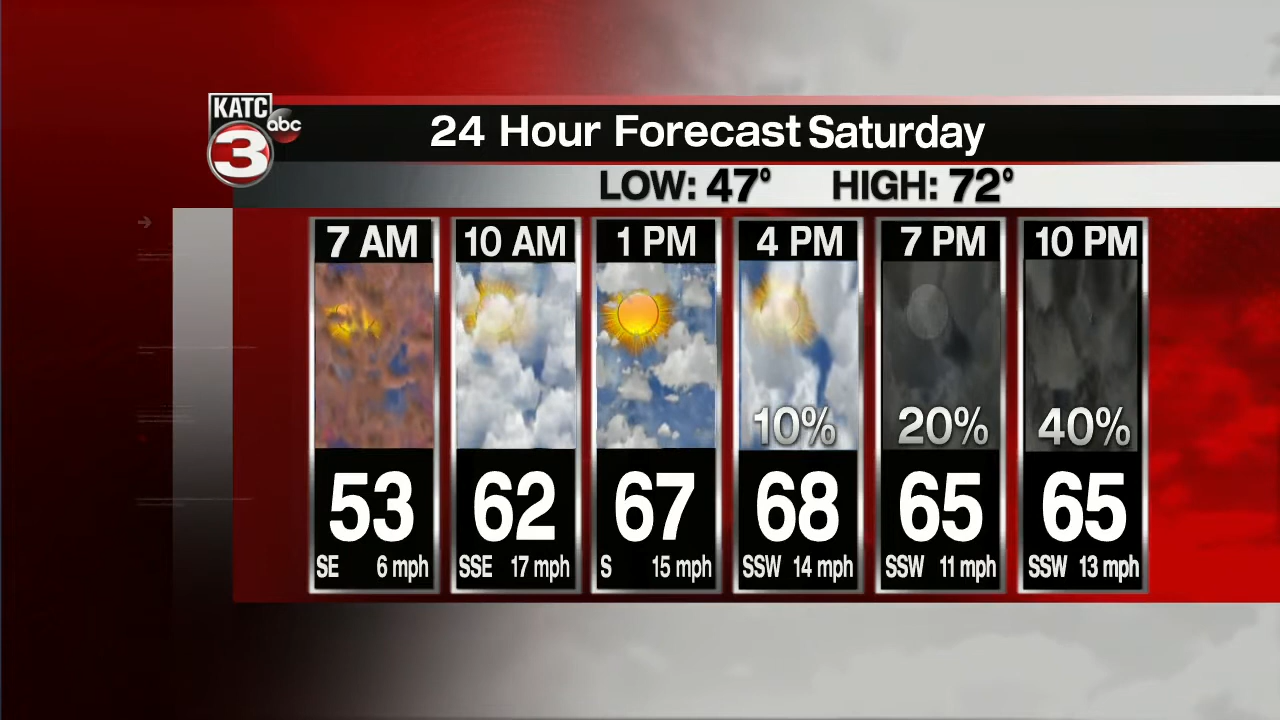 KATC
abc
3
24 Hour Forecast Saturday
LOW: 47° HIGH: 72°
7 AM 10 AM 1 PM 4 PM 7 PM 10 PM
10% 20% 40%
53 62 67 68 65 65
SE 6 mph SSE 17 mph S 15 mph SSW 14 mph SSW 11 mph SSW 13 mph